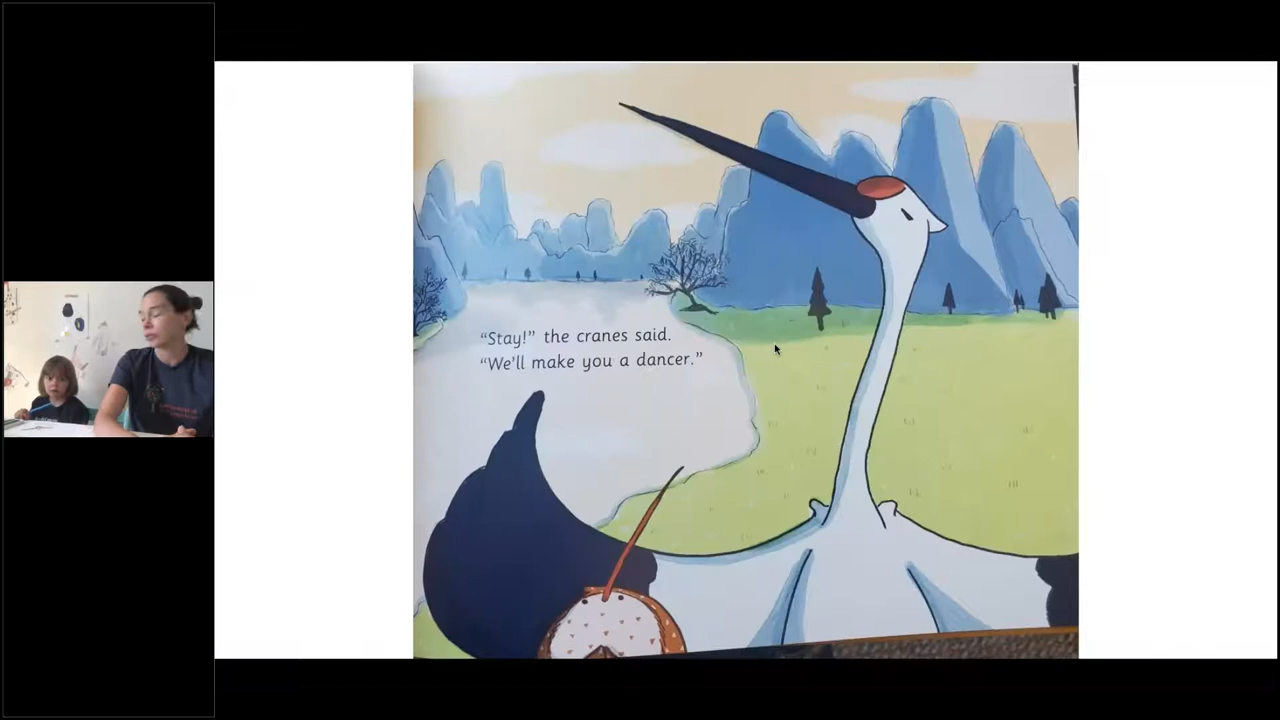 “Stay!” the cranes said.
“We’ll make you a dancer.”